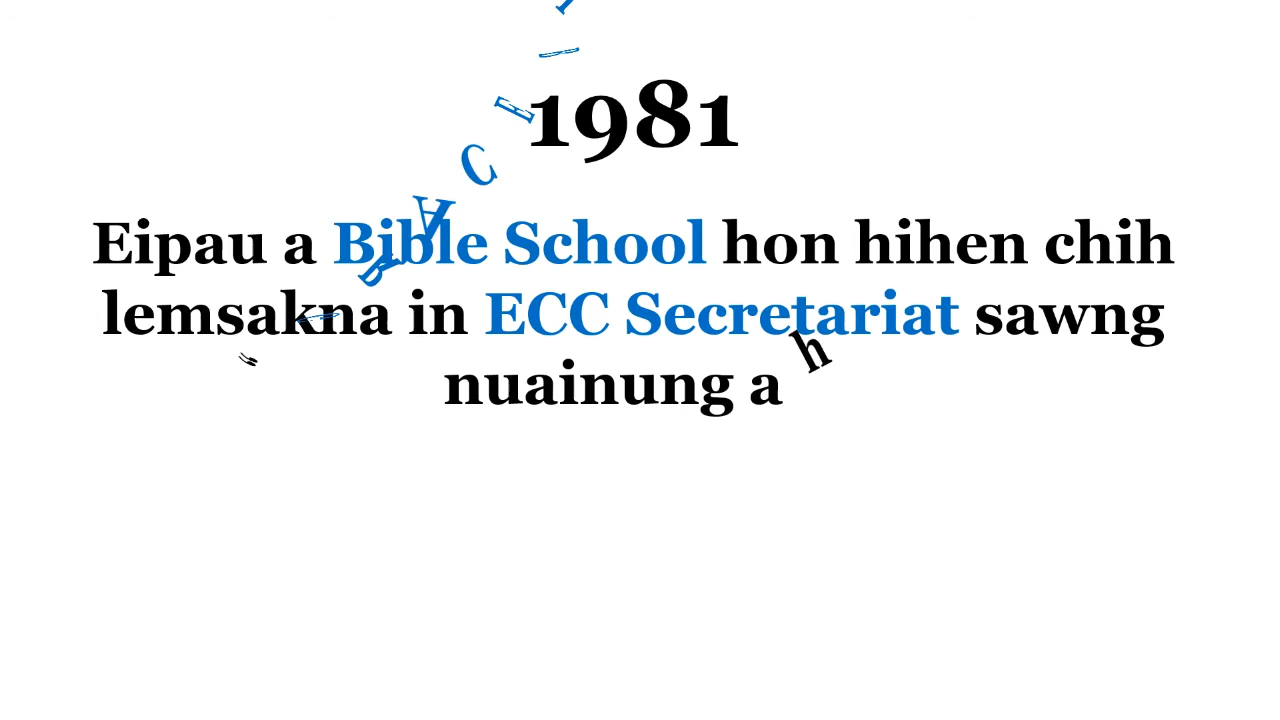 1981
Eipau a Bible School hon hihen chih
lemsakna in ECC Secretariat sawng
nuainung a h